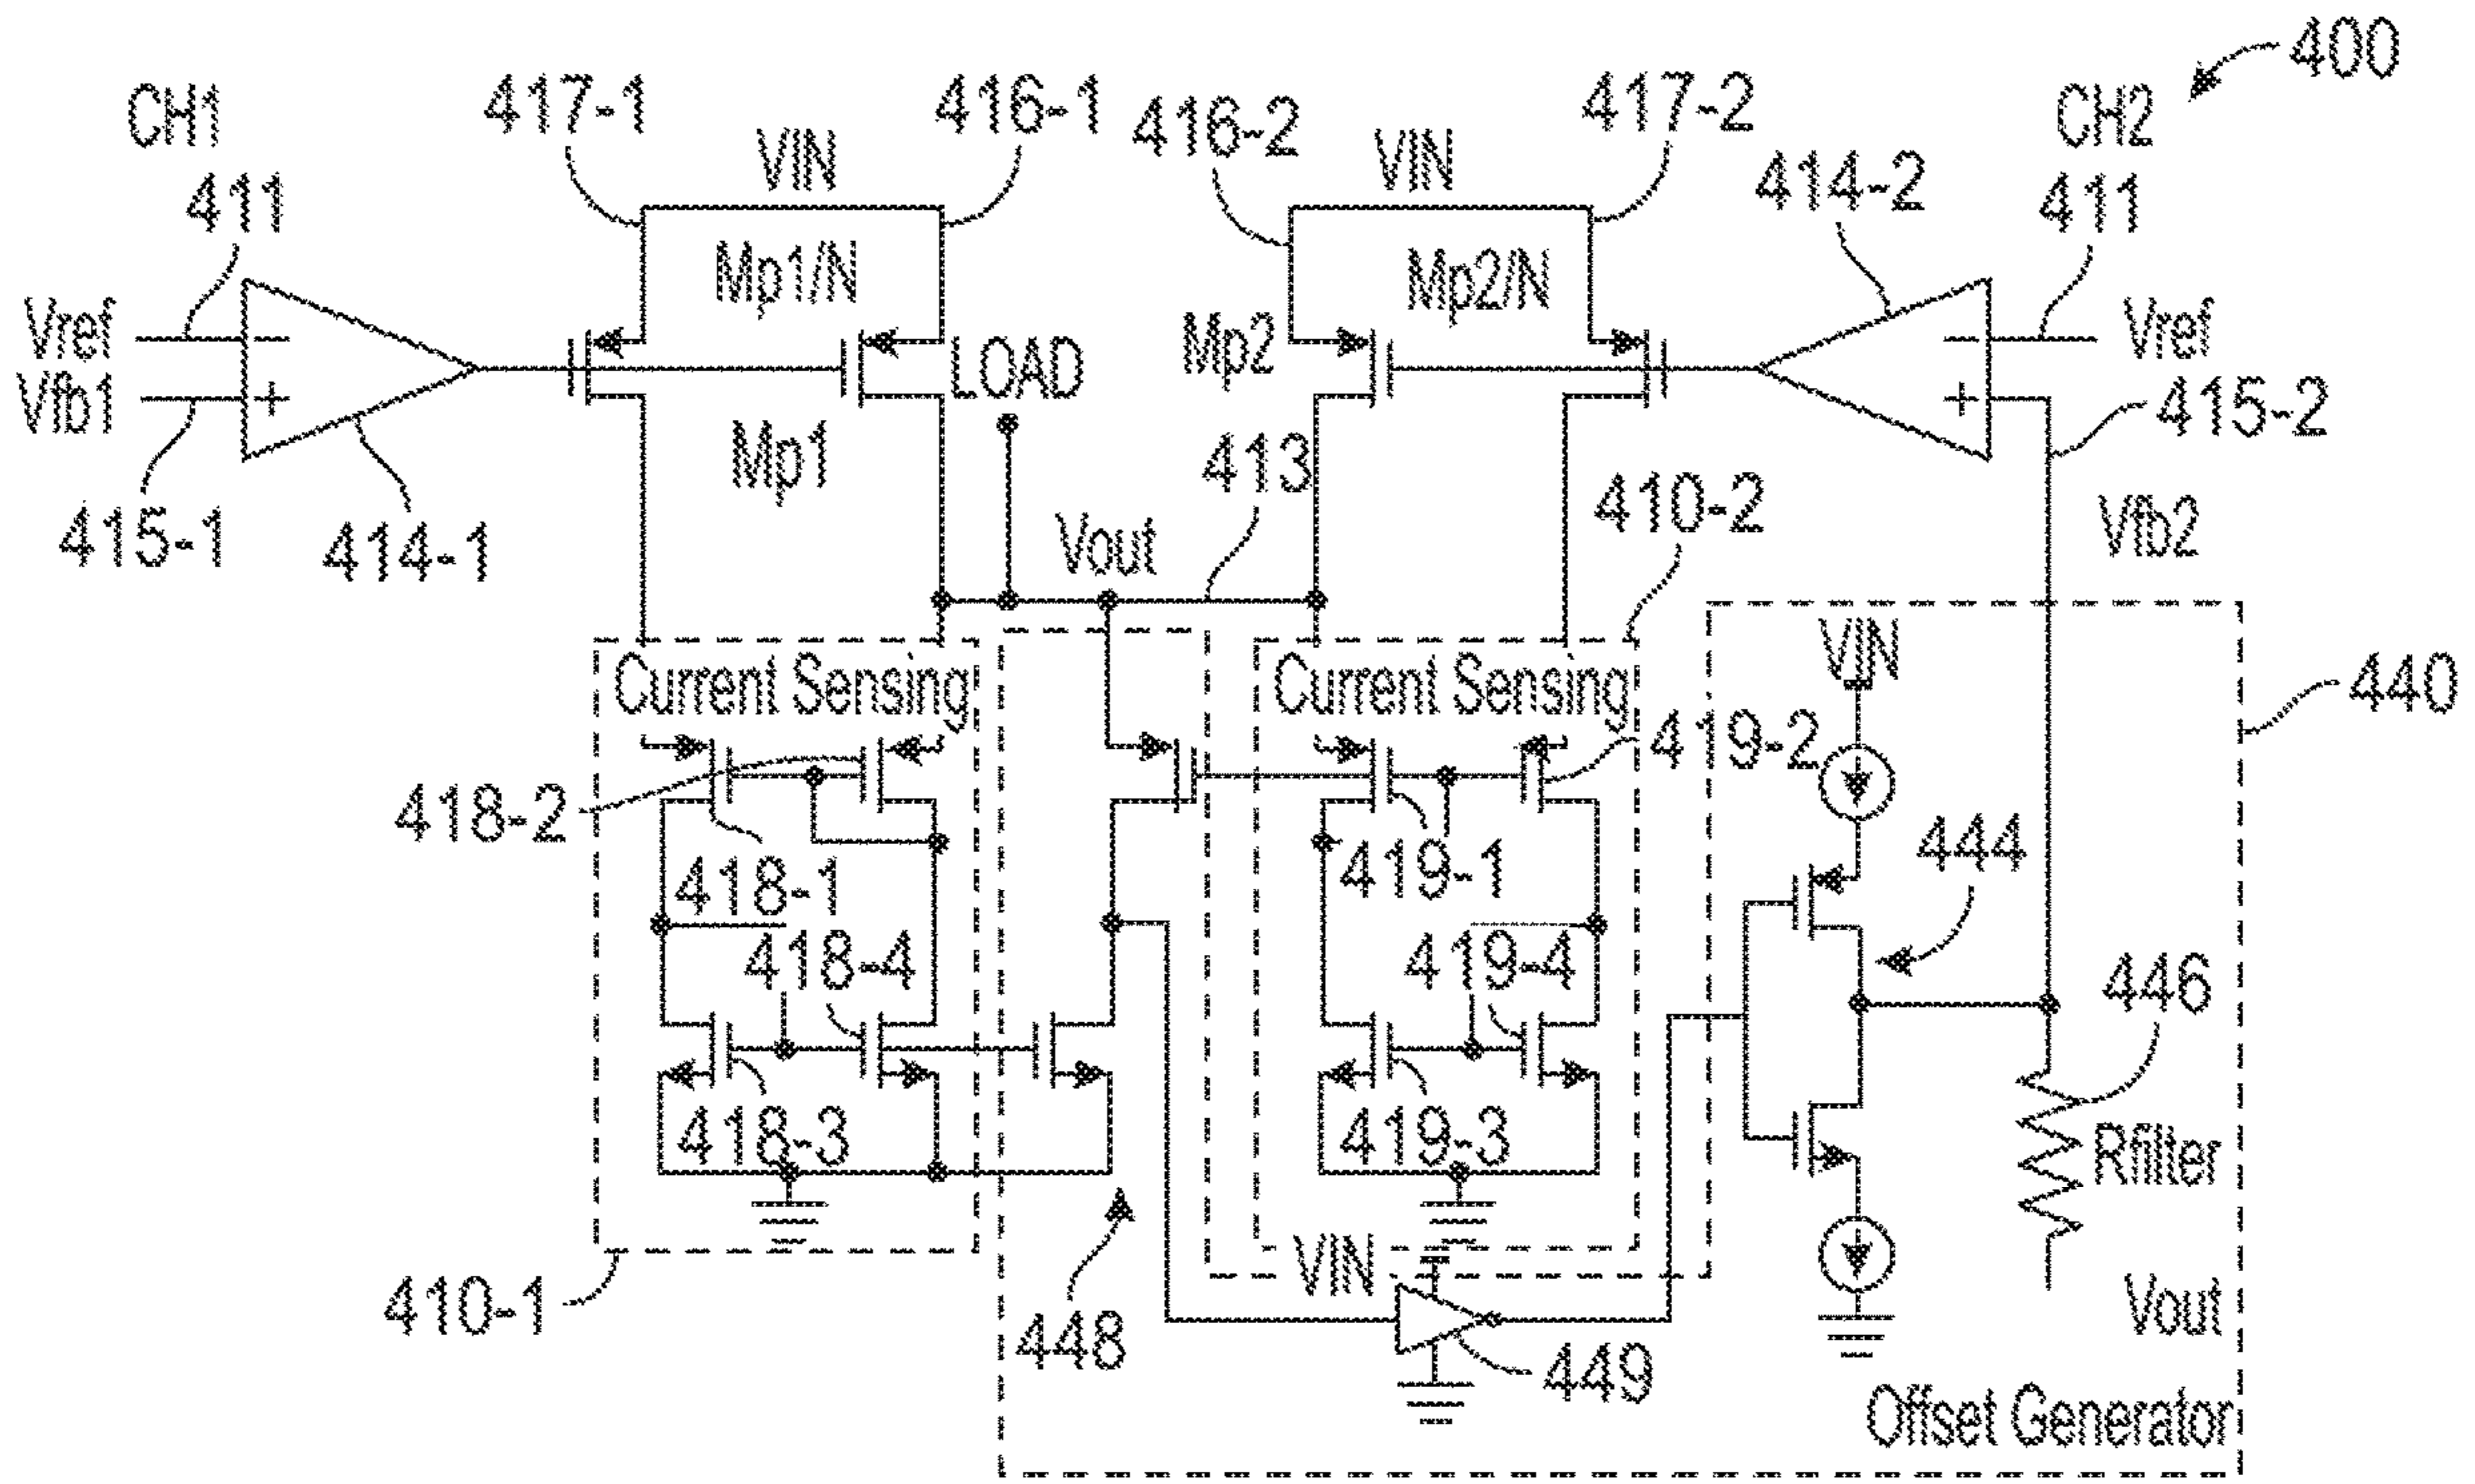 400
CH1
417-1
416-1
416-2
417-2
CH2
411
VIN
VIN
414-2
411
Mp1/N
Mp2/N
Vref
−
Mp2
−
Vref
LOAD
Vfb1
+
+
415-2
Mp1
413
410-2
415-1
414-1
Vout
Vfb2
VIN
Current Sensing
Current Sensing
440
419-2
418-2
444
418-1
419-1
418-4
419-4
446
418-3
419-3
Rfilter
VIN
410-1
448
Vout
449
Offset Generator